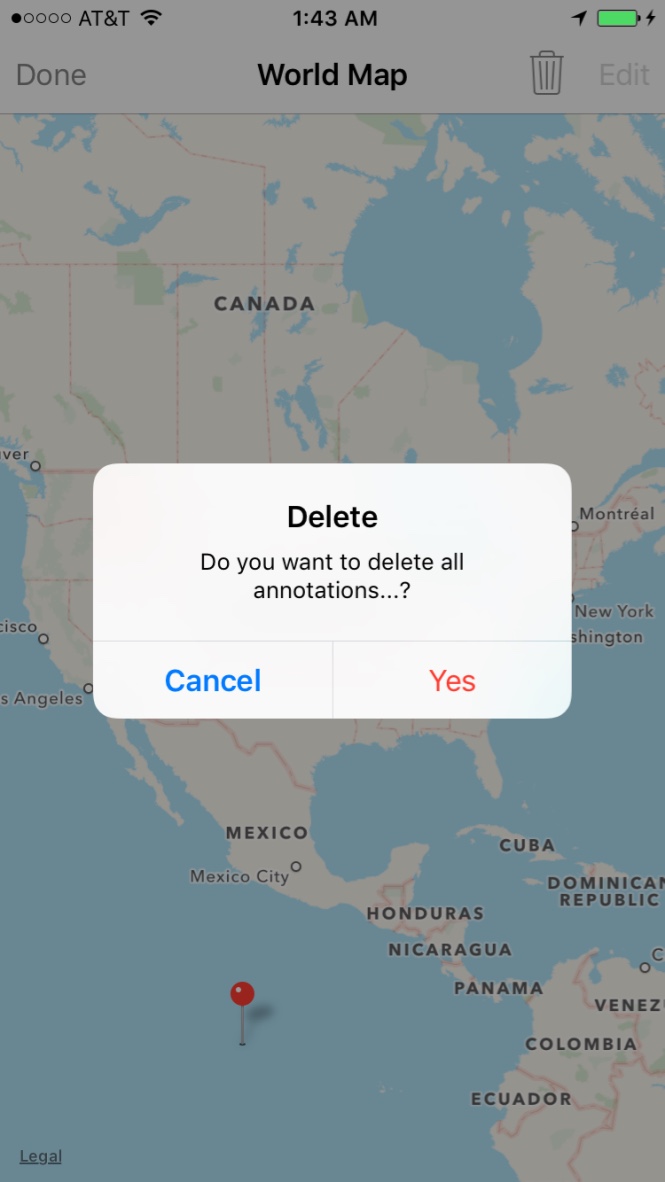 AT&T 1:43 AM
Done World Map Edit
CANADA
ver
Montréal
Delete
Do you want to delete all
annotations...?
New York
cisco
shington
Cancel Yes
s Angeles
MEXICO
CUBA
Mexico City
DOMINICAN
REPUBLIC
HONDURAS
NICARAGUA
C
PANAMA
VENEZ
COLOMBIA
ECUADOR
Legal